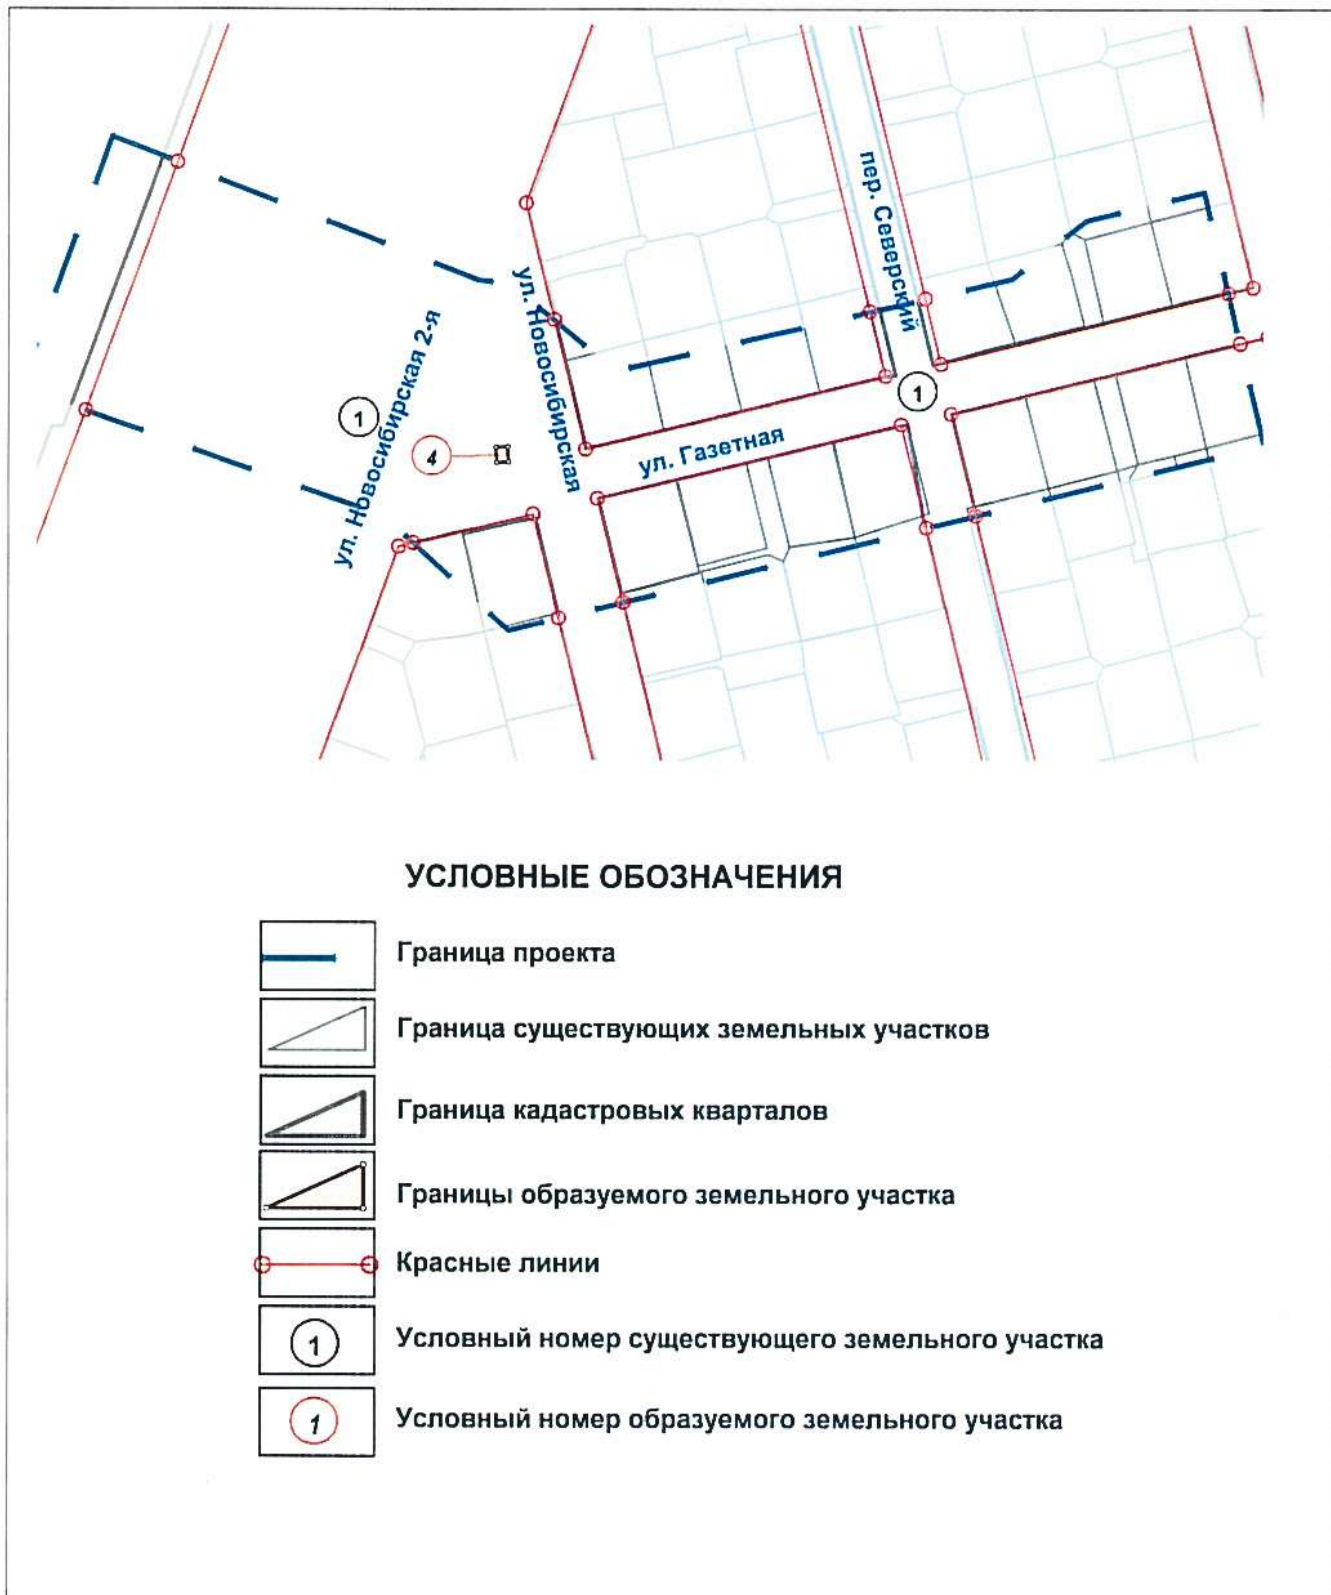 пер. Северский
ул. Новосибирская
ул. Новосибирская 2-я
1
1
4
ул. Газетная
УСЛОВНЫЕ ОБОЗНАЧЕНИЯ
Граница проекта
Граница существующих земельных участков
Граница кадастровых кварталов
Границы образуемого земельного участка
Красные линии
1 Условный номер существующего земельного участка
1 Условный номер образуемого земельного участка